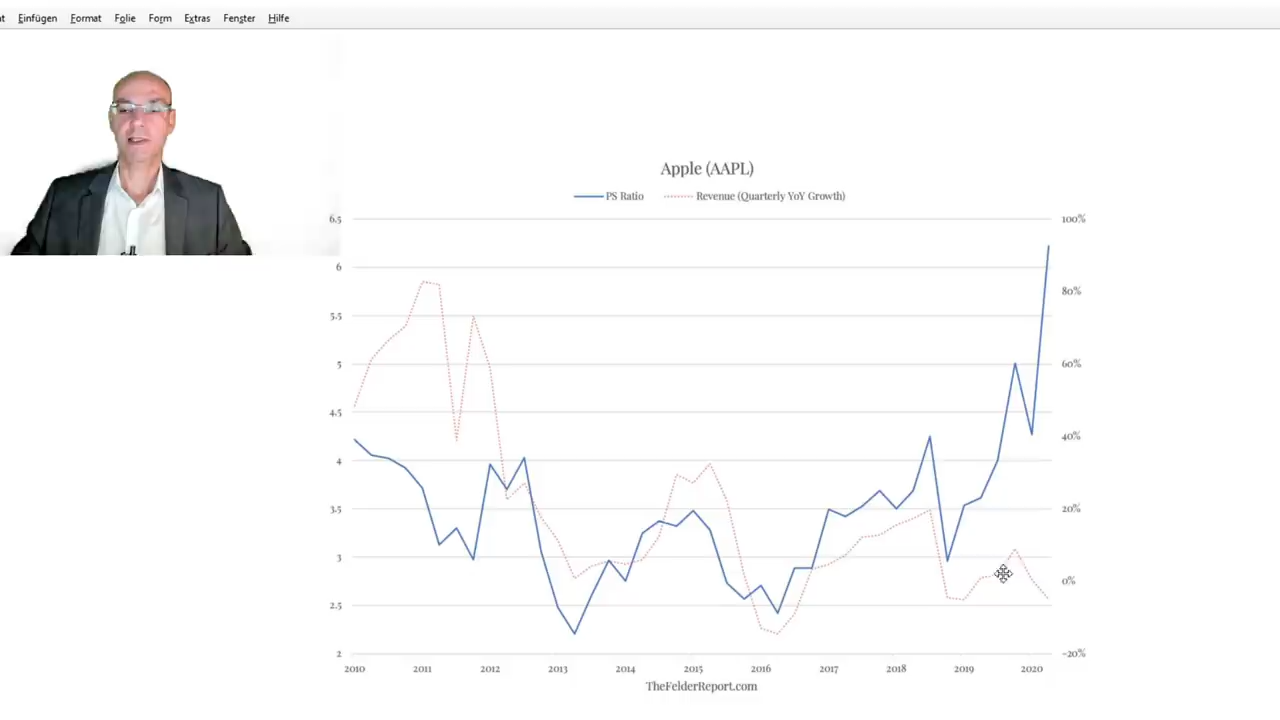 Einfügen Format Folie Form Extras Fenster Hilfe
Apple (AAPL)
PS Ratio Revenue (Quarterly YoY Growth)
6.5 100%
6
80%
5.5
5 60%
4.5
40%
4
3.5 20%
3
0%
2.5
2 -20%
2010 2011 2012 2013 2014 2015 2016 2017 2018 2019 2020
TheFelderReport.com